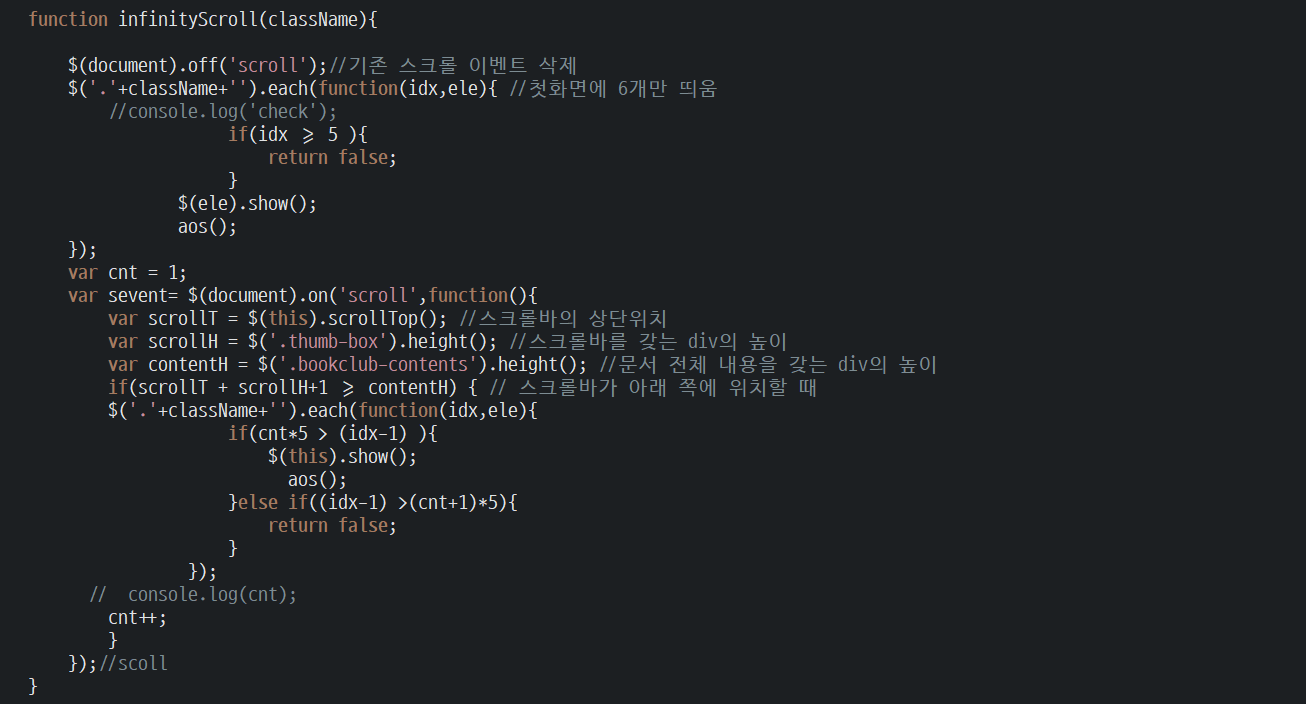 function infinityScroll(className){
$(document).off('scroll');//기존 스크롤 이벤트 삭제
$('.'+className+'').each(function(idx,ele){ //첫화면에 6개만 띄움
//console.log('check');
if(idx >= 5 ){
return false;
}
$(ele).show();
aos();
});
var cnt = 1;
var sevent= $(document).on('scroll',function(){
var scrollT = $(this).scrollTop(); //스크롤바의 상단위치
var scrollH = $('.thumb-box').height(); //스크롤바를 갖는 div의 높이
var contentH = $('.bookclub-contents').height(); //문서 전체 내용을 갖는 div의 높이
if(scrollT + scrollH+1 >= contentH) { // 스크롤바가 아래 쪽에 위치할 때
$('.'+className+'').each(function(idx,ele){
if(cnt*5 > (idx-1) ){
$(this).show();
aos();
}else if((idx-1) >(cnt+1)*5){
return false;
}
});
//  console.log(cnt);
cnt++;
}
});//scoll
}